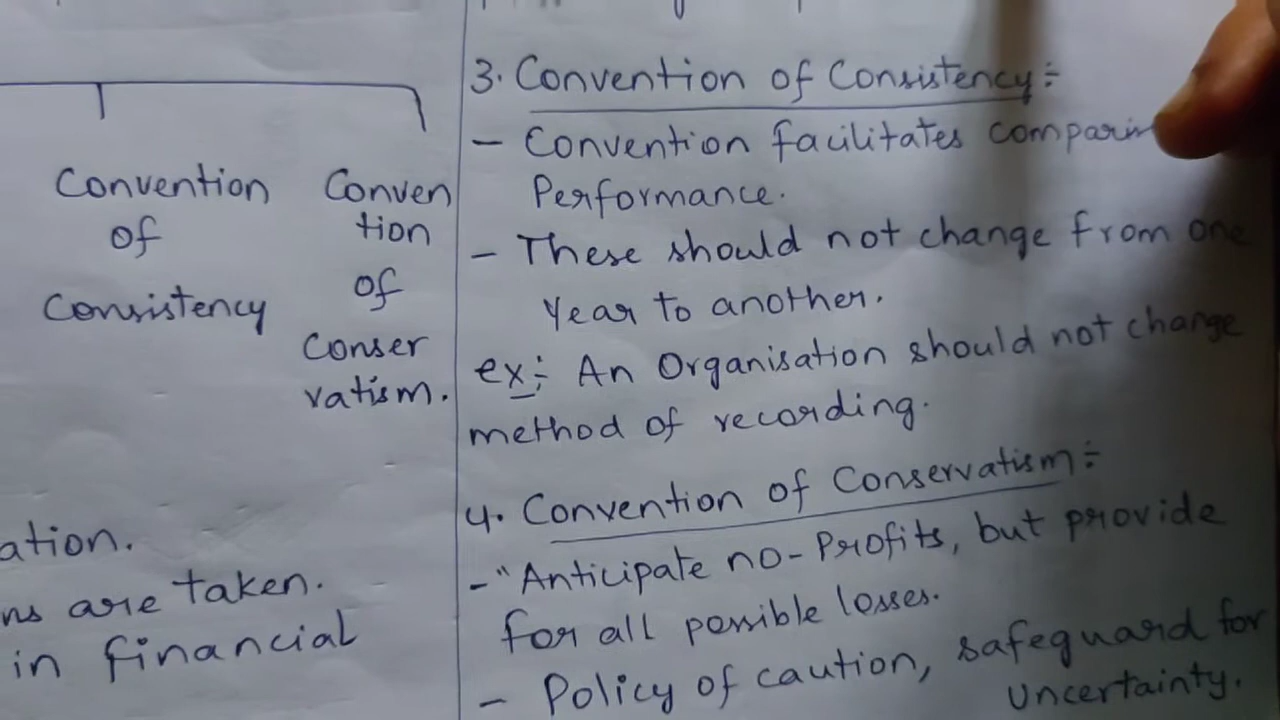 Convention
of
Consistency
Conven
tion
of
Conser
vatism.
ation.
ns are taken.
in financial
3. Convention of Consistency:-
- Convention facilitates comparin
Performance.
- These should not change from one
Year to another.
ex:- An Organisation should not change
method of recording.
4. Convention of Conservatism:-
- "Anticipate no-Profits, but provide
for all possible losses.
- Policy of caution, safeguard for
uncertainty.